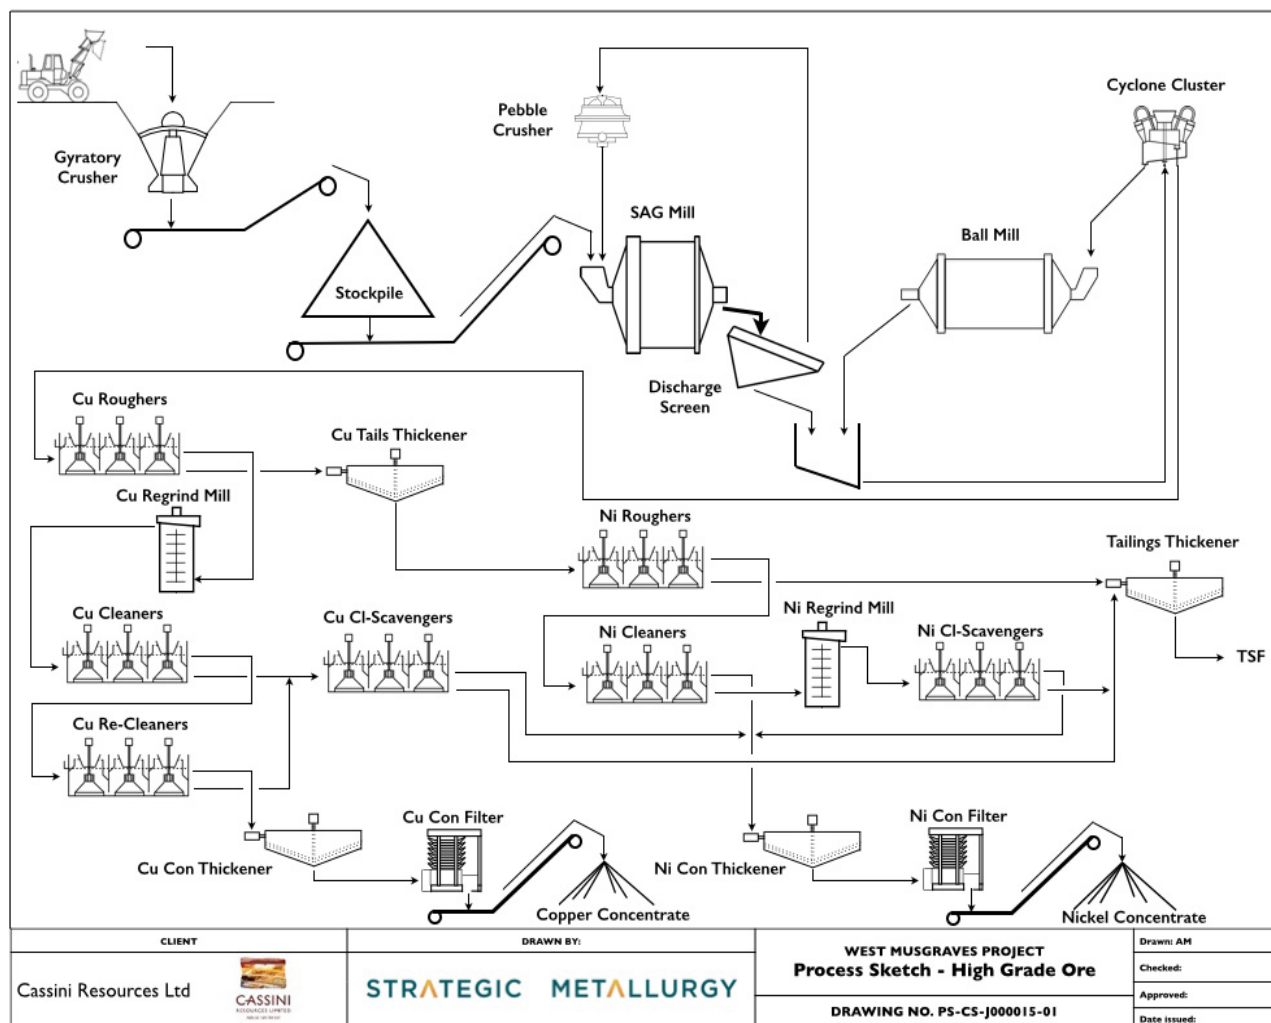 Pebble
Crusher
Cyclone Cluster
Gyratory
Crusher
SAG Mill
Ball Mill
Stockpile
Discharge
Screen
Cu Roughers
Cu Tails Thickener
Cu Regrind Mill
Ni Roughers
Tailings Thickener
Cu Cleaners
Cu Cl-Scavengers
Ni Cleaners
Ni Regrind Mill
Ni Cl-Scavengers
TSF
Cu Re-Cleaners
Cu Con Filter
Ni Con Filter
Cu Con Thickener
Ni Con Thickener
Copper Concentrate
Nickel Concentrate
CLIENT
Cassini Resources Ltd
CASSINI
RESOURCES LIMITED
DRAWN BY:
STRATEGIC METALLURGY
WEST MUSGRAVES PROJECT
Process Sketch - High Grade Ore
DRAWING NO. PS-CS-J000015-01
Drawn: AM
Checked:
Approved:
Date issued: